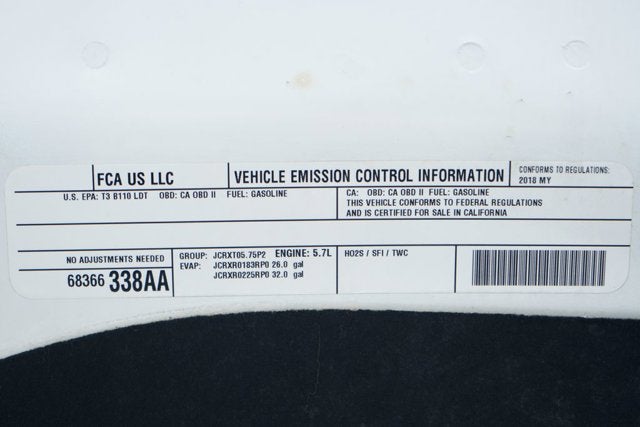 FCA US LLC
VEHICLE EMISSION CONTROL INFORMATION
CONFORMS TO REGULATIONS:
2018 MY
U.S. EPA: T3 B110 LDT OBD: CA OBD II FUEL: GASOLINE
CA: OBD: CA OBD II FUEL: GASOLINE
THIS VEHICLE CONFORMS TO FEDERAL REGULATIONS
AND IS CERTIFIED FOR SALE IN CALIFORNIA
NO ADJUSTMENTS NEEDED
68366 338AA
GROUP: JCRXT05.75P2 ENGINE: 5.7L
EVAP: JCRXR0183RP0 26.0 gal
JCRXR0225RP0 32.0 gal
HO2S / SFI / TWC